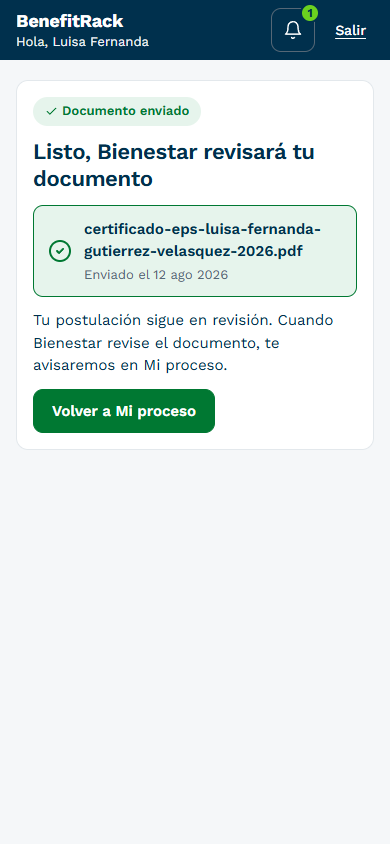 BenefitRack
Hola, Luisa Fernanda
1
Salir
Documento enviado
Listo, Bienestar revisará tu
documento
certificado-eps-luisa-fernanda-
gutierrez-velasquez-2026.pdf
Enviado el 12 ago 2026
Tu postulación sigue en revisión. Cuando
Bienestar revise el documento, te
avisaremos en Mi proceso.
Volver a Mi proceso